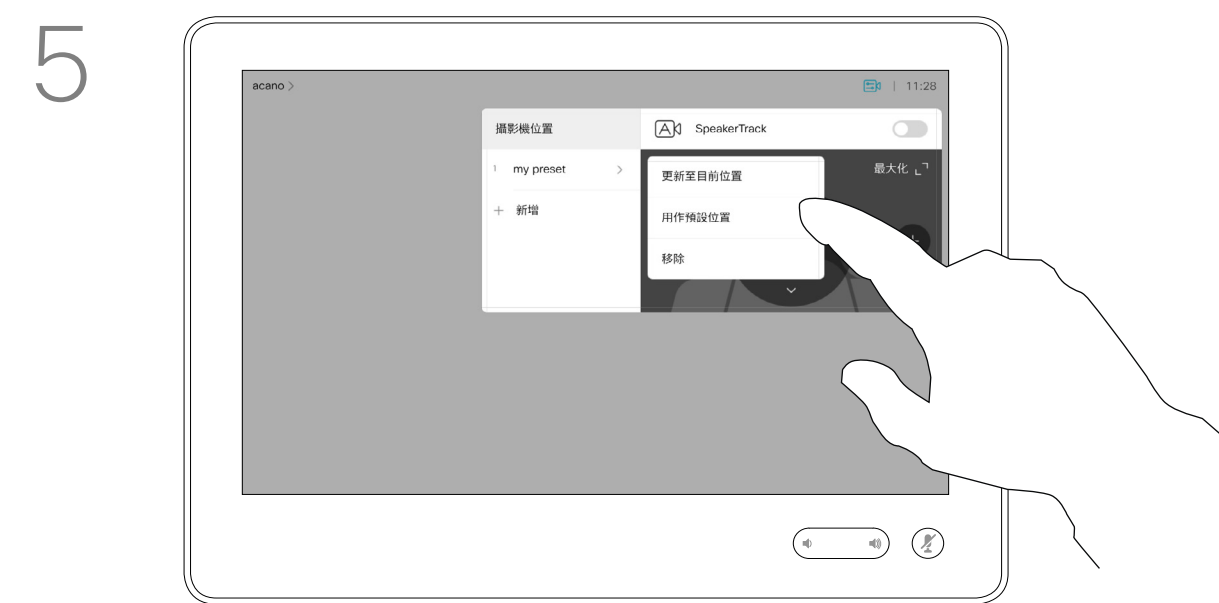 5
acano >
11:28
攝影機位置
SpeakerTrack
1 my preset >
更新至目前位置
最大化
+ 新增
用作預設位置
移除